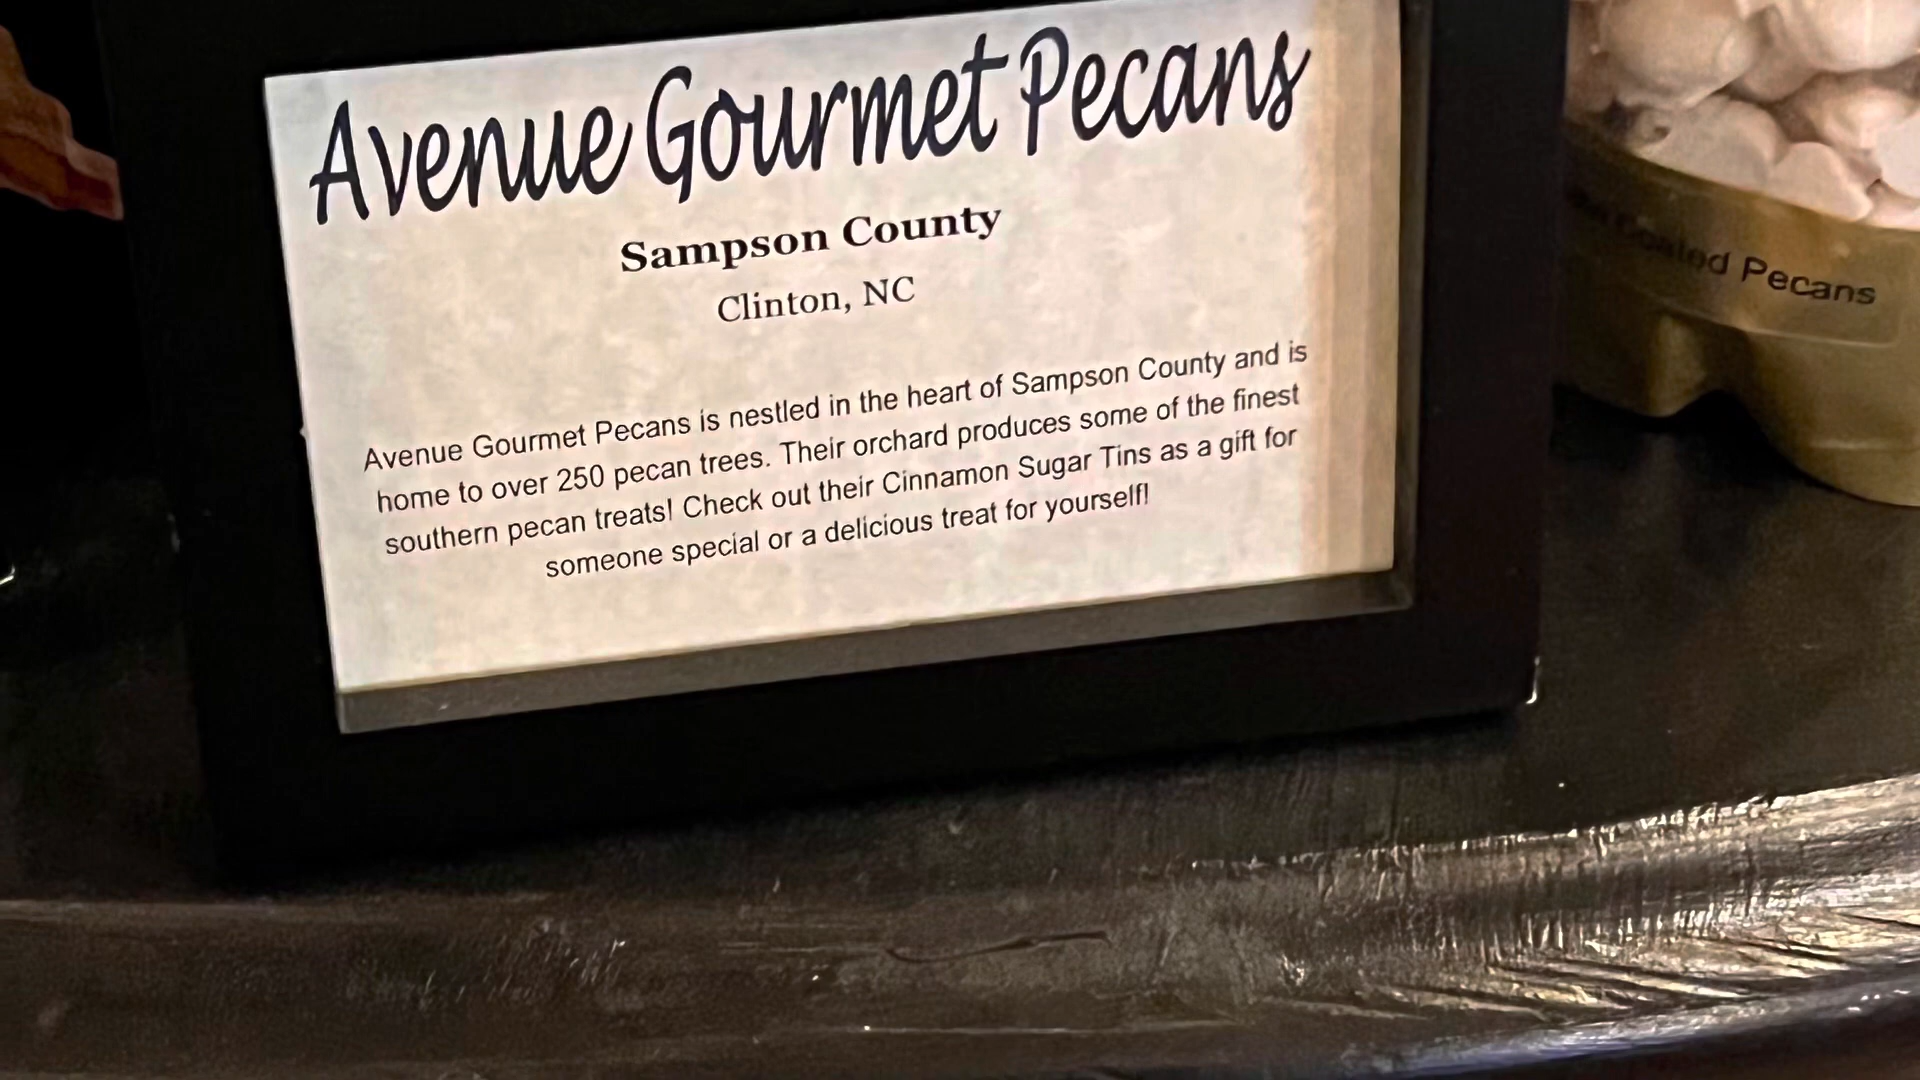 Avenue Gourmet Pecans
Sampson County
Clinton, NC
Avenue Gourmet Pecans is nestled in the heart of Sampson County and is
home to over 250 pecan trees. Their orchard produces some of the finest
southern pecan treats! Check out their Cinnamon Sugar Tins as a gift for
someone special or a delicious treat for yourself!
Coated Pecans